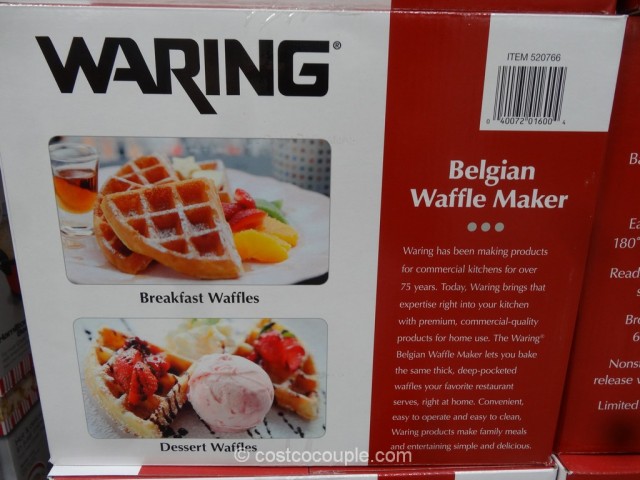 WARING®
ITEM 520766
0 40072 01600 4
Belgian
Waffle Maker
Breakfast Waffles
Dessert Waffles
Waring has been making products
for commercial kitchens for over
75 years. Today, Waring brings that
expertise right into your kitchen
with premium, commercial-quality
products for home use. The Waring®
Belgian Waffle Maker lets you bake
the same thick, deep-pocketed
waffles your favorite restaurant
serves, right at home. Convenient,
easy to operate and easy to clean,
Waring products make family meals
and entertaining simple and delicious.
180°
Read
Nonst
release
Limited
© costcocouple.com